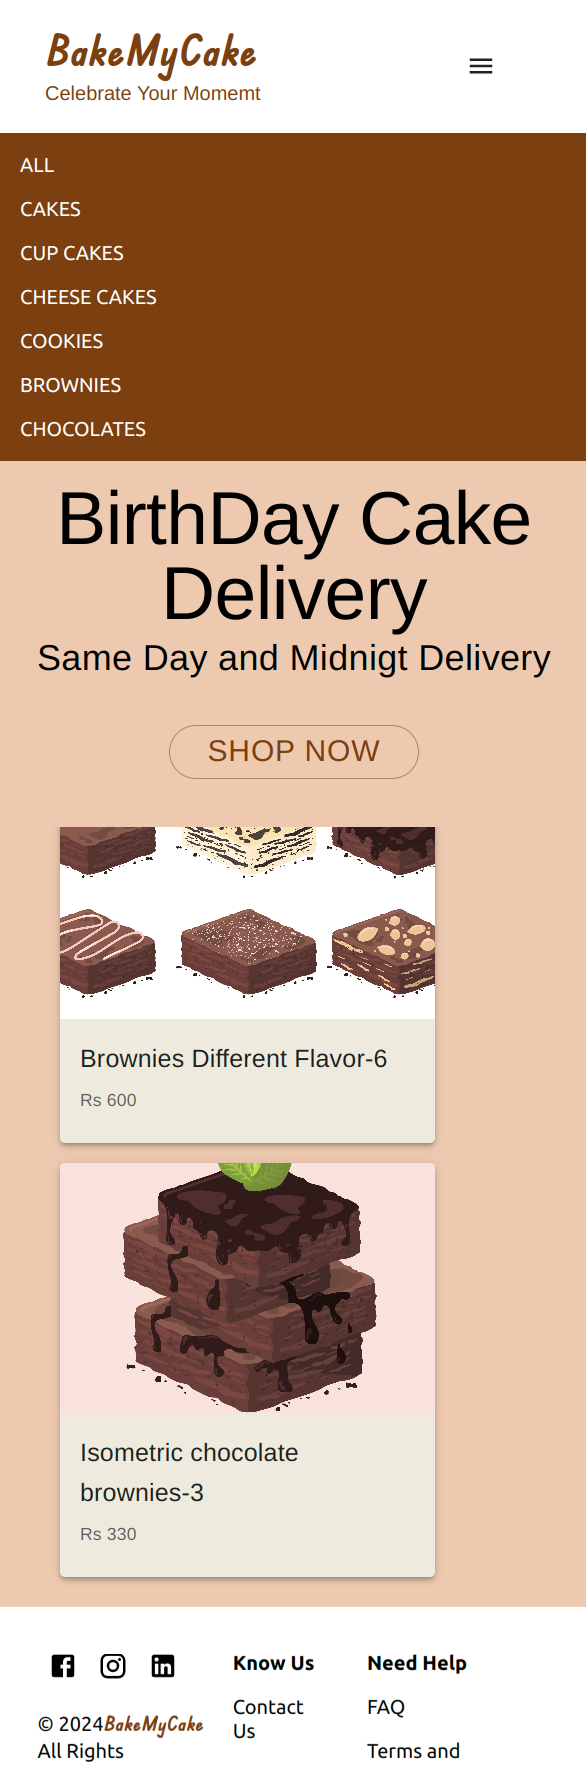 BakeMyCake
Celebrate Your Momemt
ALL
CAKES
CUP CAKES
CHEESE CAKES
COOKIES
BROWNIES
CHOCOLATES
BirthDay Cake
Delivery
Same Day and Midnigt Delivery
SHOP NOW
Brownies Different Flavor-6
Rs 600
Isometric chocolate
brownies-3
Rs 330
© 2024BakeMyCake
All Rights
Know Us
Contact
Us
Need Help
FAQ
Terms and